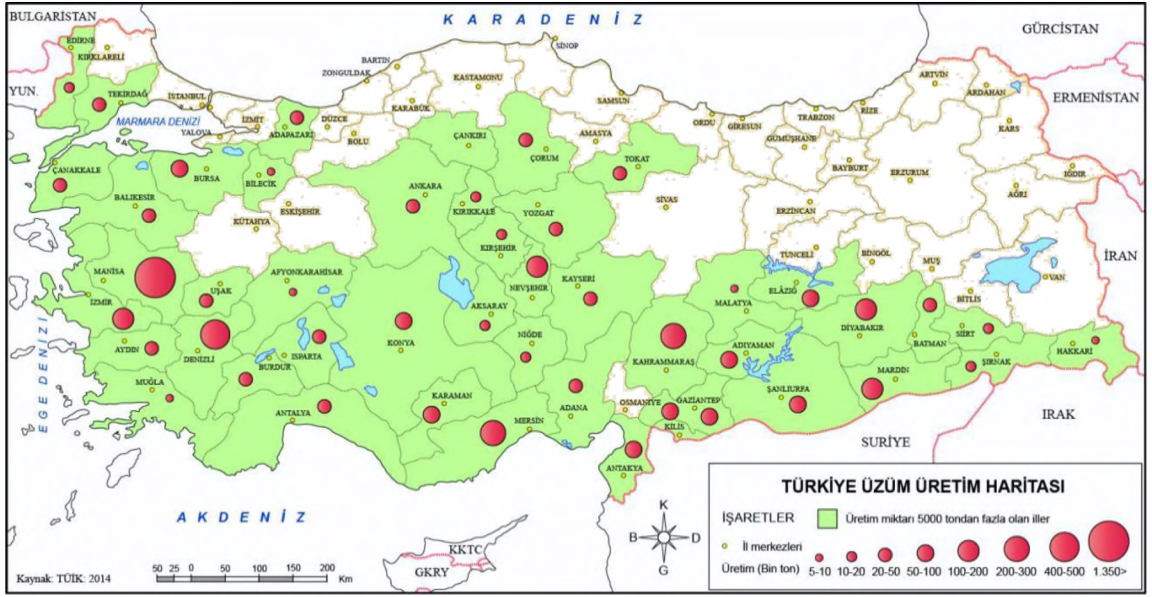 BULGARİSTAN
K A R A D E N İ Z
GÜRCİSTAN
EDİRNE
KIRKLARELİ
SİNOP
BARTIN
ZONGULDAK
KASTAMONU
ARTVIN
ARDAHAN
YUN.
TEKİRDAĞ
İSTANBUL
KARABÜK
SAMSUN
ERMENİSTAN
MARMARA DENİZİ
İZMİT
ADAPAZARI
DÜZCE
ORDU
GİRESUN
TRABZON
RİZE
YALOVA
BOLU
ÇANKIRI
AMASYA
GÜMÜŞHANE
KARS
ÇORUM
TOKAT
BAYBURT
ÇANAKKALE
BURSA
BİLECİK
ANKARA
ERZURUM
IĞDIR
BALIKESİR
ESKİŞEHİR
KIRIKKALE
YOZGAT
SİVAS
ERZİNCAN
AĞRI
KÜTAHYA
KIRŞEHİR
TUNCELİ
BİNGÖL
MUŞ
İRAN
MANİSA
UŞAK
AFYONKARAHİSAR
NEVŞEHİR
KAYSERİ
MALATYA
ELÂZIĞ
VAN
İZMİR
AKSARAY
BİTLİS
EGE DENİZİ
AYDIN
DENİZLİ
BURDUR
ISPARTA
KONYA
NİĞDE
KAHRAMMARAŞ
ADIYAMAN
DİYABAKIR
BATMAN
SİİRT
ŞIRNAK
HAKKARİ
MUĞLA
MARDİN
ANTALYA
KARAMAN
MERSİN
ADANA
OSMANİYE
GAZİANTEP
KİLİS
ŞANLIURFA
ANTAKYA
SURİYE
IRAK
A K D E N İ Z
KKTC
GKRY
K
B
D
G
TÜRKİYE ÜZÜM ÜRETİM HARİTASI
İŞARETLER
Üretim miktarı 5000 tondan fazla olan iller
İl merkezleri
Üretim (Bin ton)
5-10 10-20 20-50 50-100 100-200 200-300 400-500 1.350>
Kaynak: TÜİK: 2014
50 25 0 50 100 150 200
Km